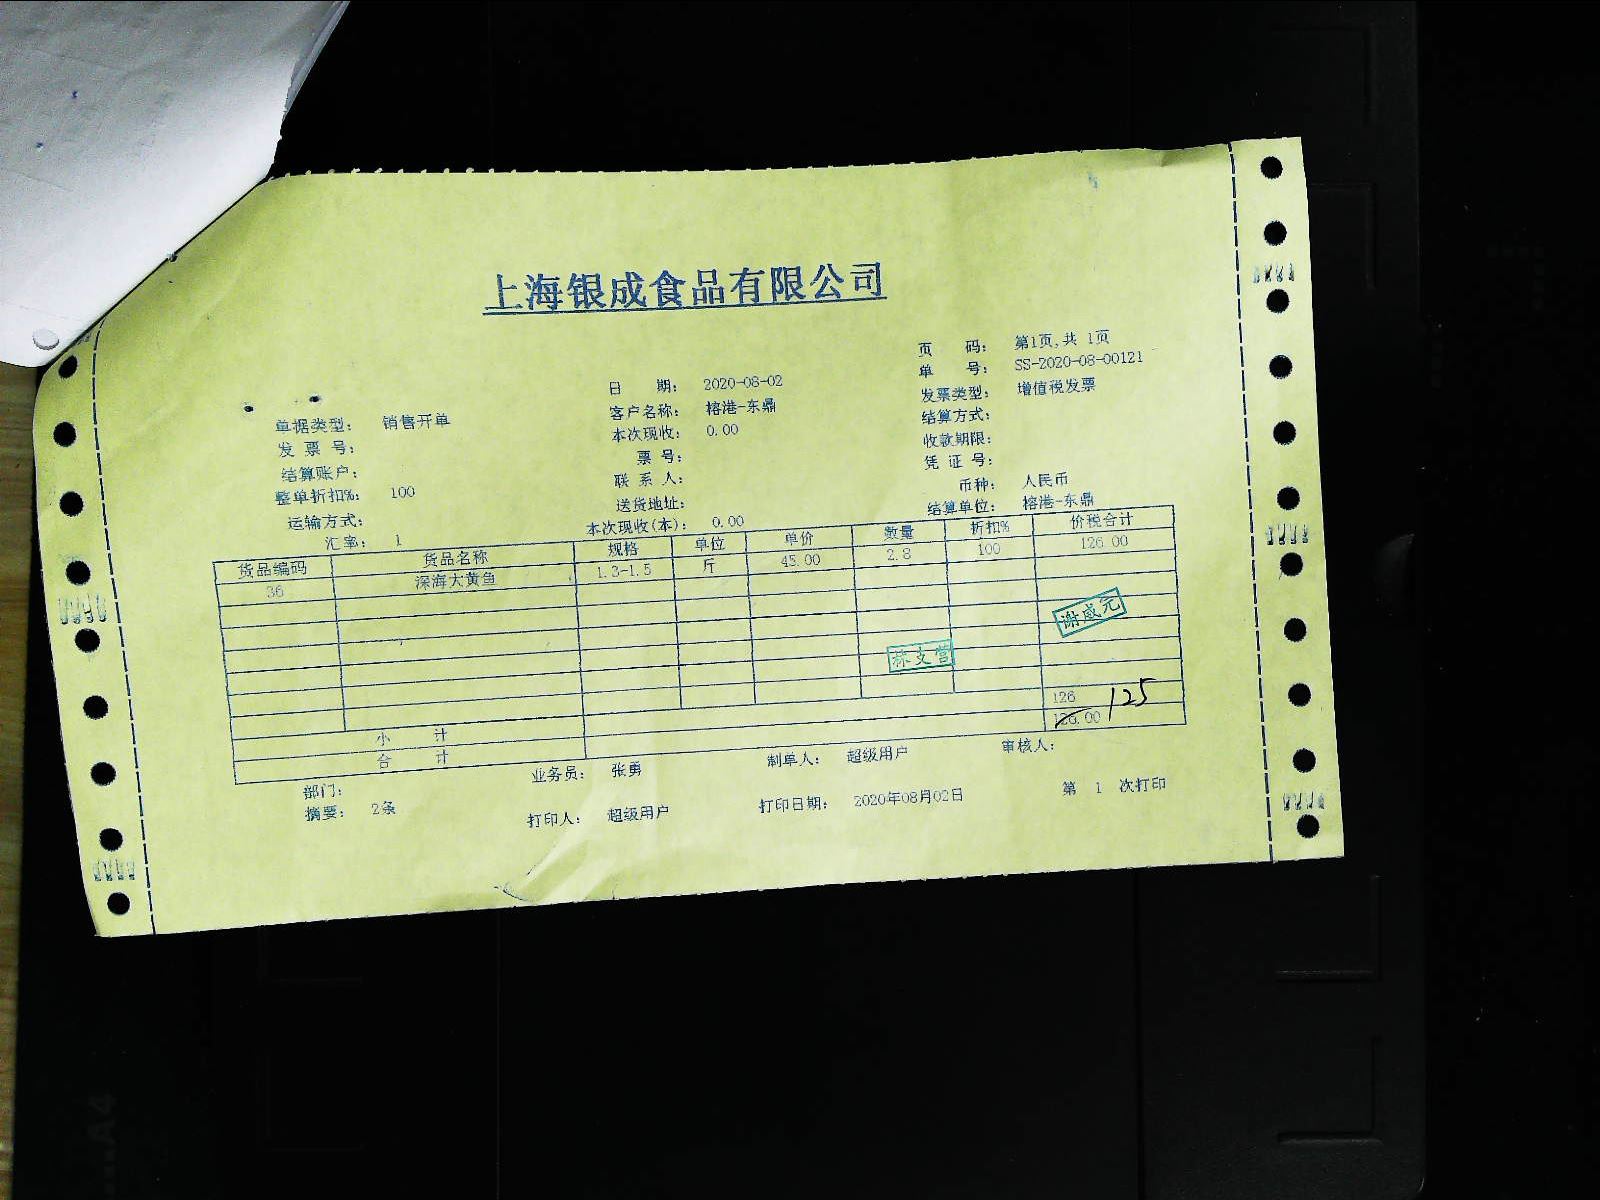 上海银成食品有限公司
页 码： 第1页,共 1页
单 号： SS-2020-08-00121
日 期： 2020-08-02
发票类型： 增值税发票
单据类型： 销售开单
客户名称： 榕港-东鼎
结算方式：
发 票 号：
本次现收： 0.00
收款期限：
结算账户：
票 号：
凭 证 号：
整单折扣%： 100
联 系 人：
币种： 人民币
运输方式：
送货地址：
结算单位： 榕港-东鼎
汇率： 1
本次现收(本)： 0.00
货品编码 货品名称 规格 单位 单价 数量 折扣% 价税合计
36 深海大黄鱼 1.3-1.5 斤 45.00 2.8 100 126.00
谢咸元
林支营
小 计 126
合 计 126.00 125
部门： 业务员： 张勇 制单人： 超级用户 审核人：
摘要： 2条 打印人： 超级用户 打印日期： 2020年08月02日 第 1 次打印
A4